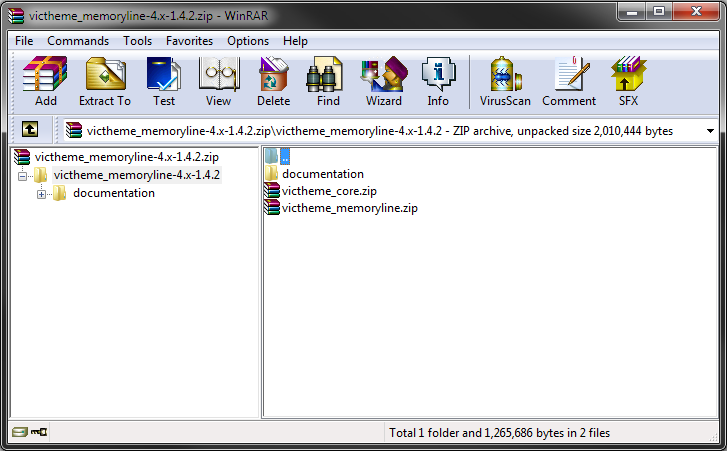 victheme_memoryline-4.x-1.4.2.zip - WinRAR
File Commands Tools Favorites Options Help
Add Extract To Test View Delete Find Wizard Info VirusScan Comment SFX
victheme_memoryline-4.x-1.4.2.zip\victheme_memoryline-4.x-1.4.2 - ZIP archive, unpacked size 2,010,444 bytes
victheme_memoryline-4.x-1.4.2.zip
victheme_memoryline-4.x-1.4.2
documentation
..
documentation
victheme_core.zip
victheme_memoryline.zip
Total 1 folder and 1,265,686 bytes in 2 files